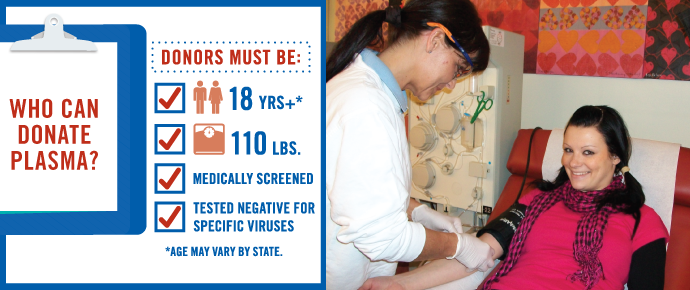 WHO CAN
DONATE
PLASMA?
DONORS MUST BE:
18 YRS+*
110 LBS.
MEDICALLY SCREENED
TESTED NEGATIVE FOR
SPECIFIC VIRUSES
*AGE MAY VARY BY STATE.